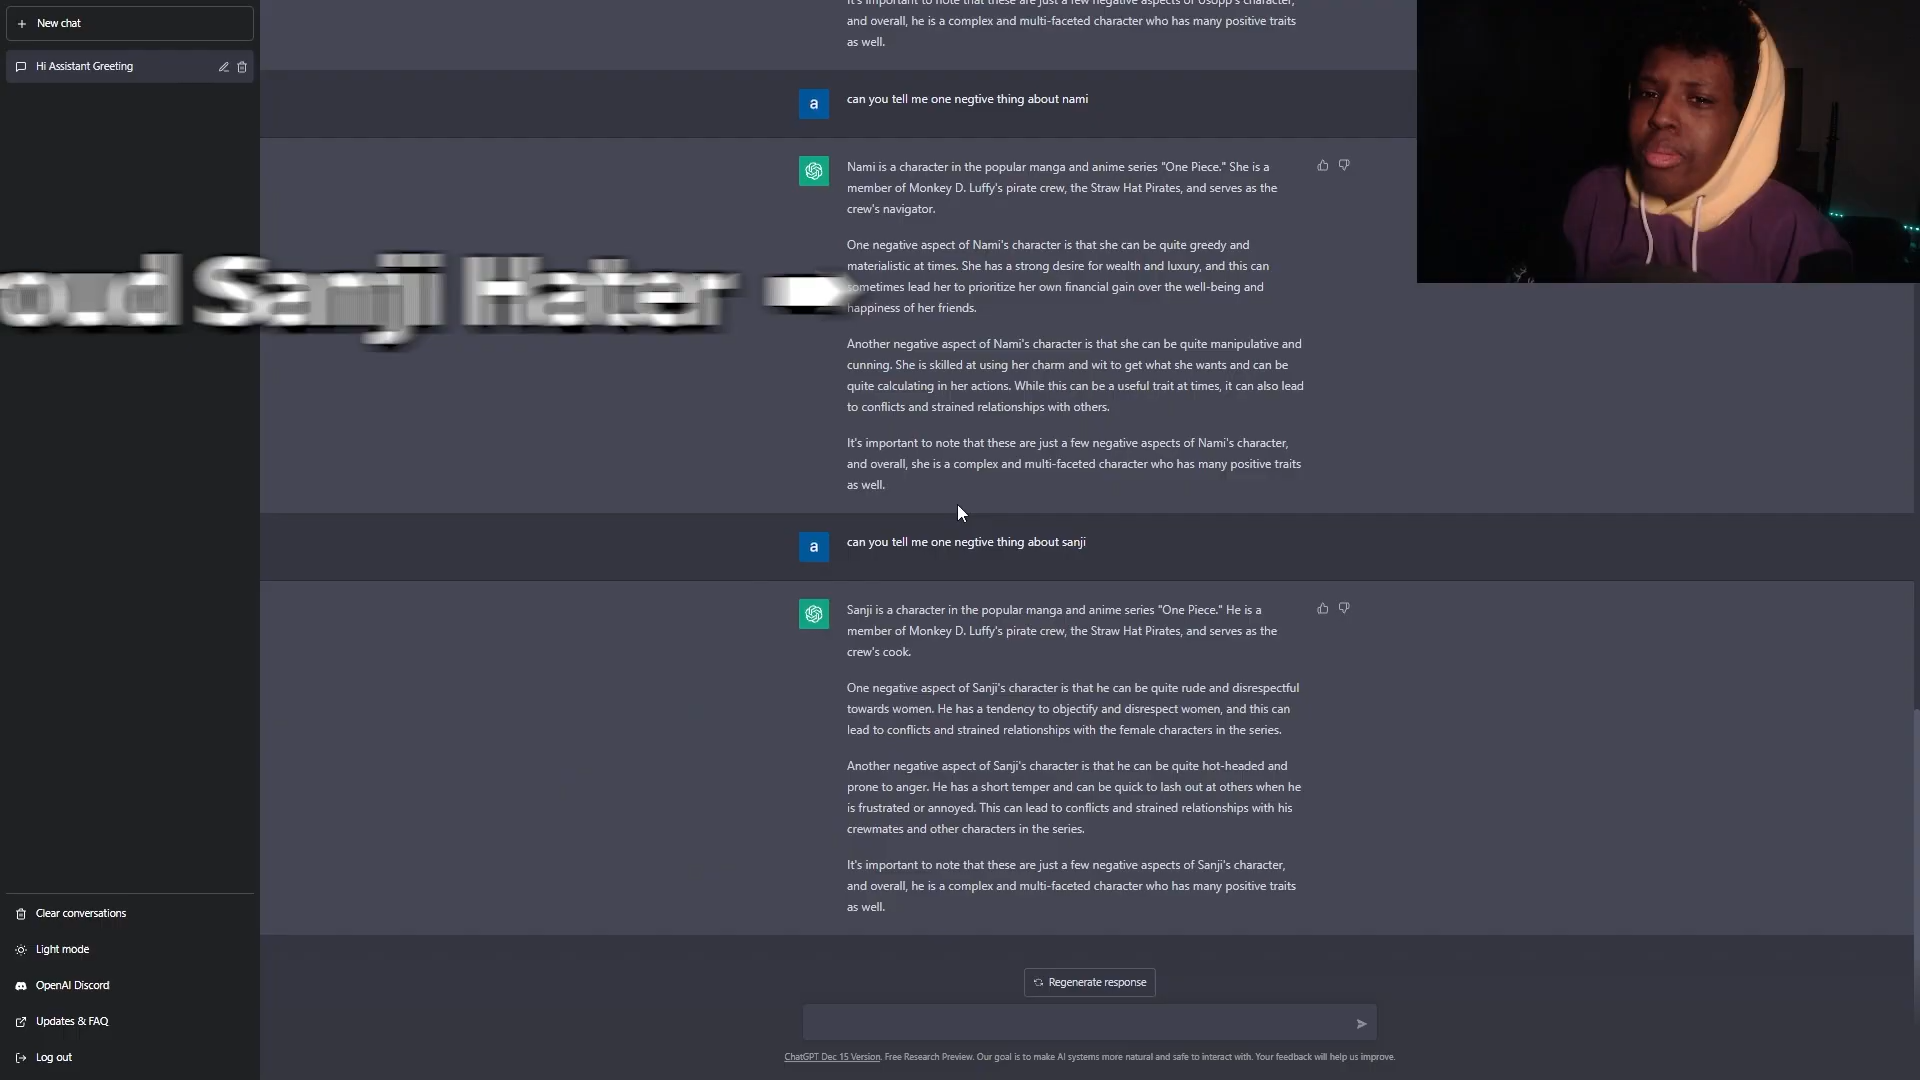 New chat
Hi Assistant Greeting
It's important to note that these are just a few negative aspects of Usopp's character,
and overall, he is a complex and multi-faceted character who has many positive traits
as well.
a
can you tell me one negtive thing about nami
Nami is a character in the popular manga and anime series "One Piece." She is a
member of Monkey D. Luffy's pirate crew, the Straw Hat Pirates, and serves as the
crew's navigator.
One negative aspect of Nami's character is that she can be quite greedy and
materialistic at times. She has a strong desire for wealth and luxury, and this can
sometimes lead her to prioritize her own financial gain over the well-being and
happiness of her friends.
oud Sanji Hater
Another negative aspect of Nami's character is that she can be quite manipulative and
cunning. She is skilled at using her charm and wit to get what she wants and can be
quite calculating in her actions. While this can be a useful trait at times, it can also lead
to conflicts and strained relationships with others.
It's important to note that these are just a few negative aspects of Nami's character,
and overall, she is a complex and multi-faceted character who has many positive traits
as well.
a
can you tell me one negtive thing about sanji
Sanji is a character in the popular manga and anime series "One Piece." He is a
member of Monkey D. Luffy's pirate crew, the Straw Hat Pirates, and serves as the
crew's cook.
One negative aspect of Sanji's character is that he can be quite rude and disrespectful
towards women. He has a tendency to objectify and disrespect women, and this can
lead to conflicts and strained relationships with the female characters in the series.
Another negative aspect of Sanji's character is that he can be quite hot-headed and
prone to anger. He has a short temper and can be quick to lash out at others when he
is frustrated or annoyed. This can lead to conflicts and strained relationships with his
crewmates and other characters in the series.
It's important to note that these are just a few negative aspects of Sanji's character,
and overall, he is a complex and multi-faceted character who has many positive traits
as well.
Clear conversations
Light mode
OpenAI Discord
Updates & FAQ
Log out
Regenerate response
ChatGPT Dec 15 Version. Free Research Preview. Our goal is to make AI systems more natural and safe to interact with. Your feedback will help us improve.